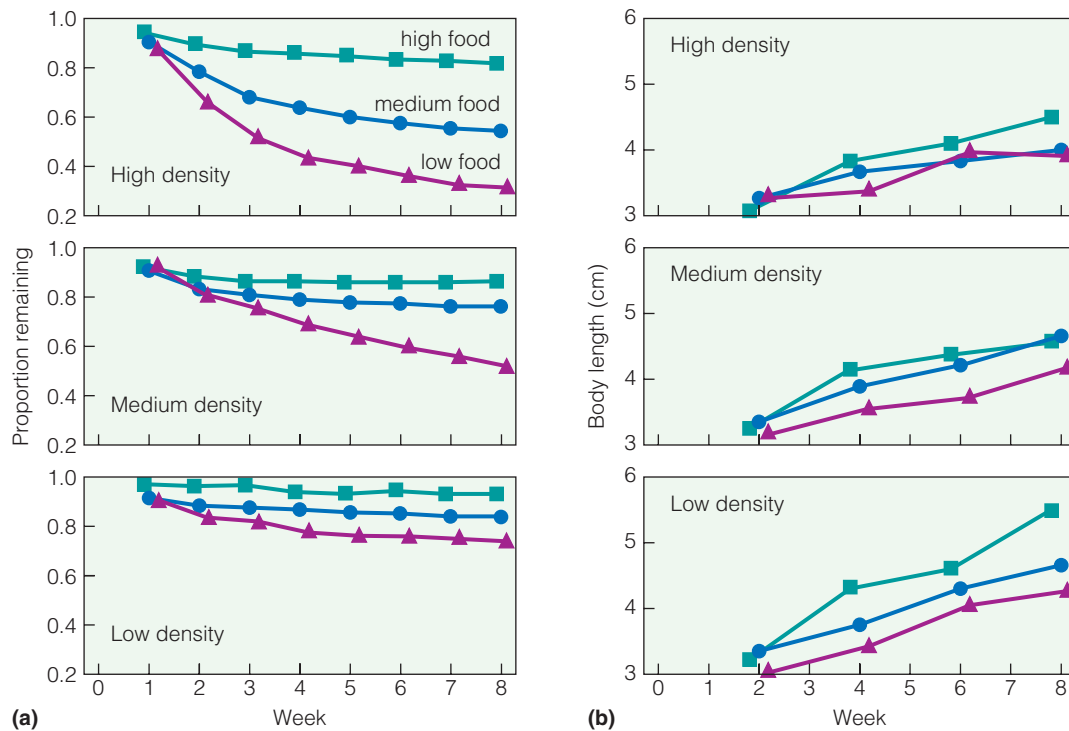 1.0
0.8
0.6
0.4
0.2
high food
medium food
low food
High density
1.0
0.8
0.6
0.4
0.2
Medium density
1.0
0.8
0.6
0.4
0.2
Low density
0 1 2 3 4 5 6 7 8
Proportion remaining
Week
(a)
6
5
4
3
High density
6
5
4
3
Medium density
6
5
4
3
Low density
0 1 2 3 4 5 6 7 8
Body length (cm)
Week
(b)